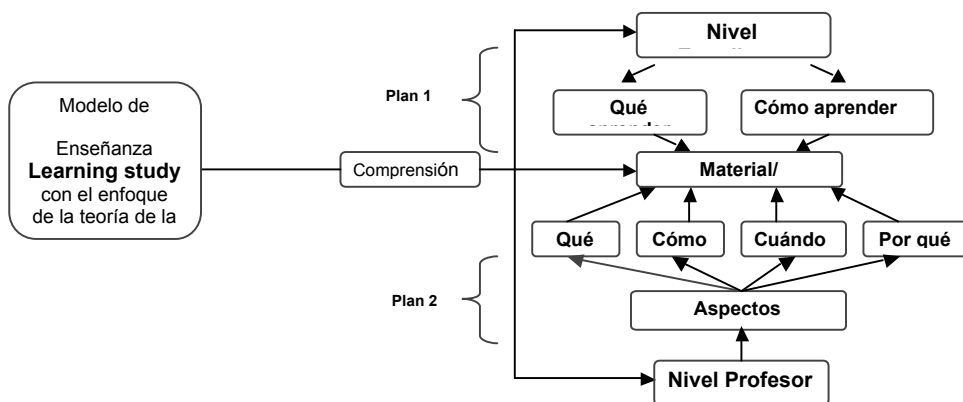 Modelo de
Enseñanza
Learning study
con el enfoque
de la teoría de la
Comprensión
Plan 1
Plan 2
Nivel
Qué
Cómo aprender
Material/
Qué
Cómo
Cuándo
Por qué
Aspectos
Nivel Profesor